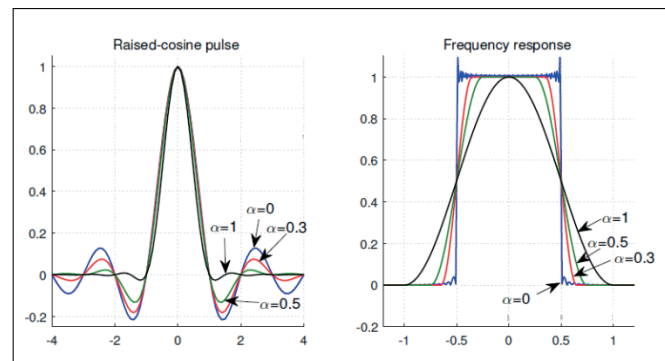 Raised-cosine pulse
1
0.8
0.6
0.4
0.2
0
-0.2
-4
-2
0
2
4
α=0
α=1
α=0.3
α=0.5
Frequency response
1
0.8
0.6
0.4
0.2
0
-0.2
-1
-0.5
0
0.5
1
α=1
α=0.5
α=0.3
α=0